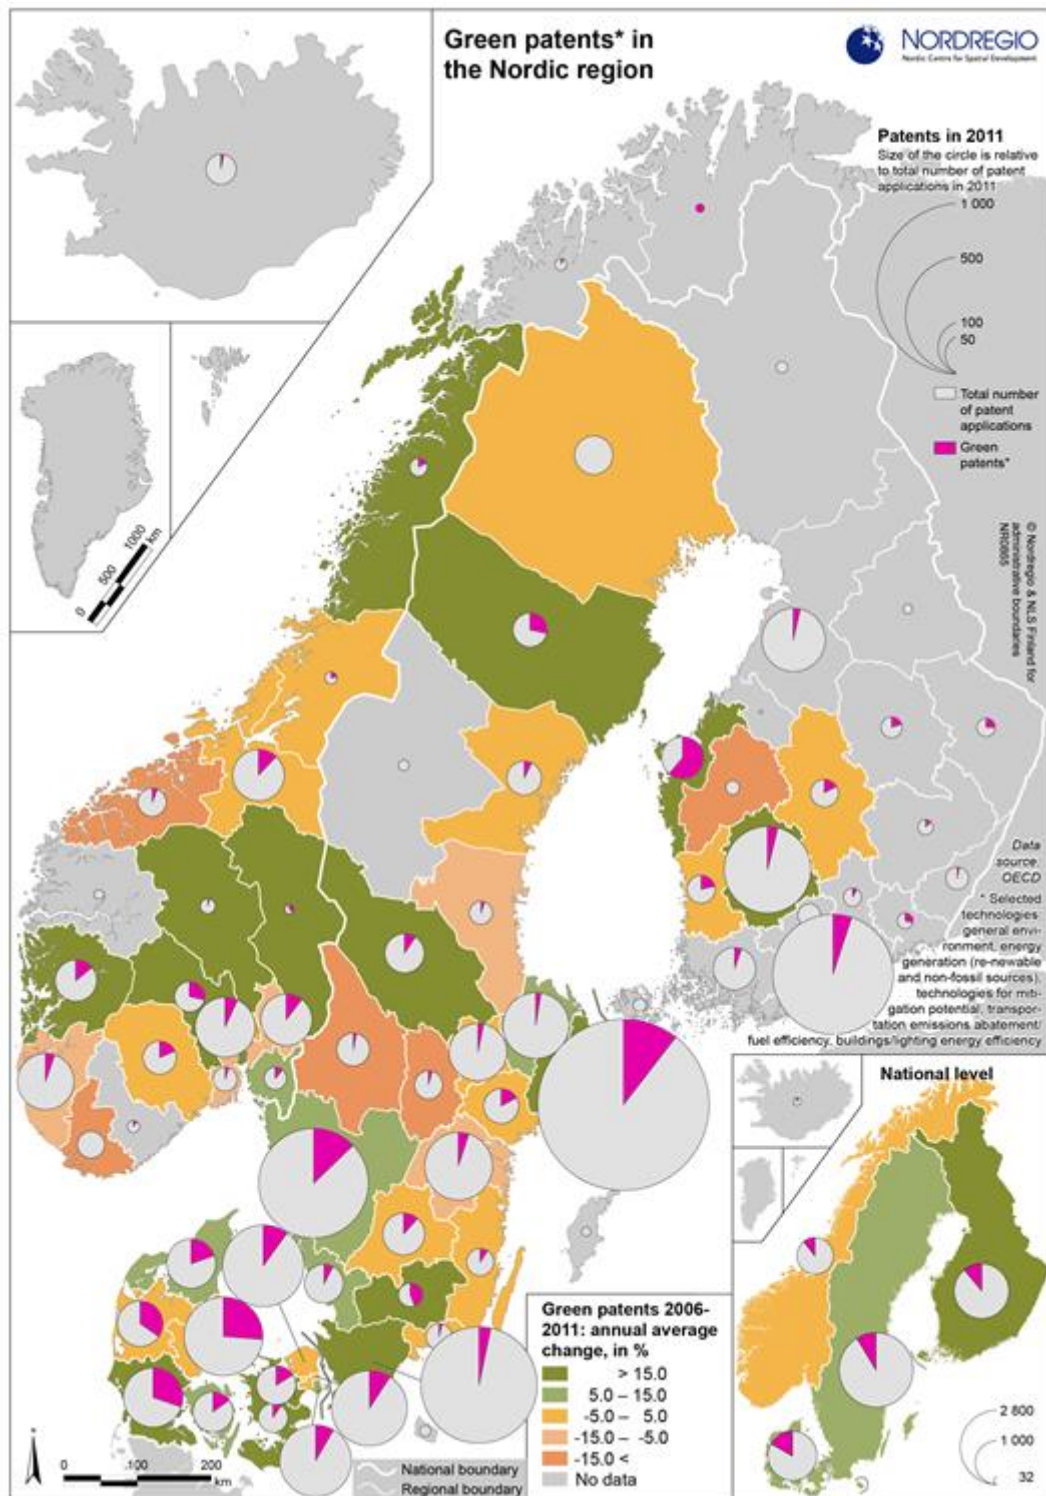 Green patents* in
the Nordic region
NORDREGIO
Nordic Centre for Spatial Development
Patents in 2011
Size of the circle is relative
to total number of patent
applications in 2011
1 000
500
100
50
Total number
of patent
applications
Green
patents*
© Nordregio & NLS Finland for
administrative boundaries
NR0865
0
500
1000
km
Data
source:
OECD
* Selected
technologies:
general envi-
ronment, energy
generation (re-newable
and non-fossil sources),
technologies for miti-
gation potential, transpor-
tation emissions abatement/
fuel efficiency, buildings/lighting energy efficiency
National level
2 800
1 000
32
Green patents 2006-
2011: annual average
change, in %
> 15.0
5.0 – 15.0
-5.0 – 5.0
-15.0 – -5.0
-15.0 <
No data
N
0
100
200
km
National boundary
Regional boundary